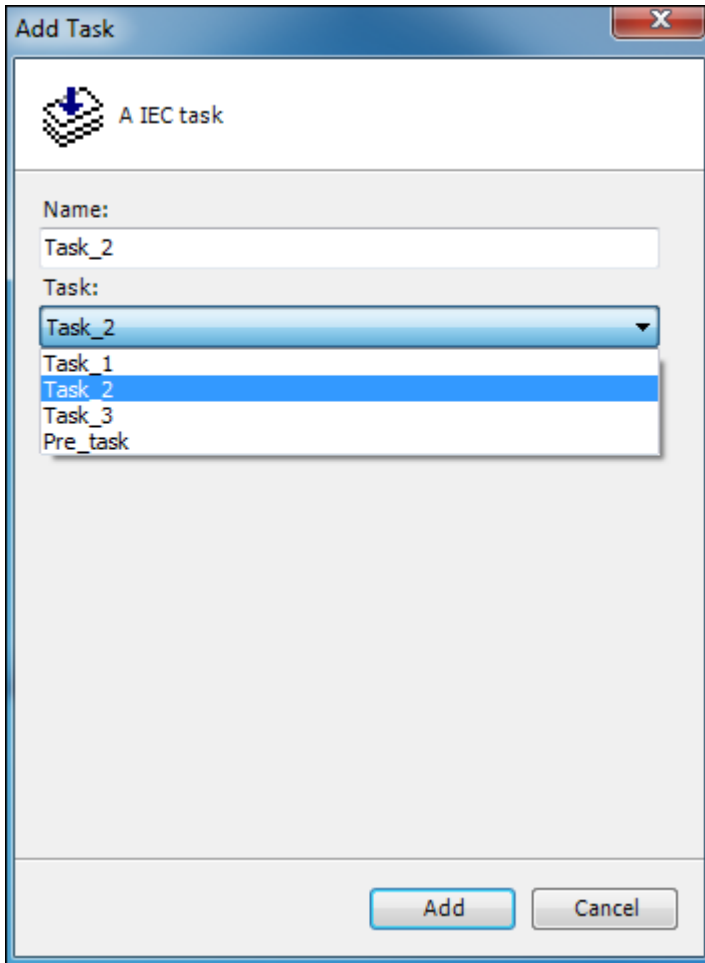 Add Task
A IEC task
Name:
Task_2
Task:
Task_2
Task_1
Task_2
Task_3
Pre_task
Add
Cancel